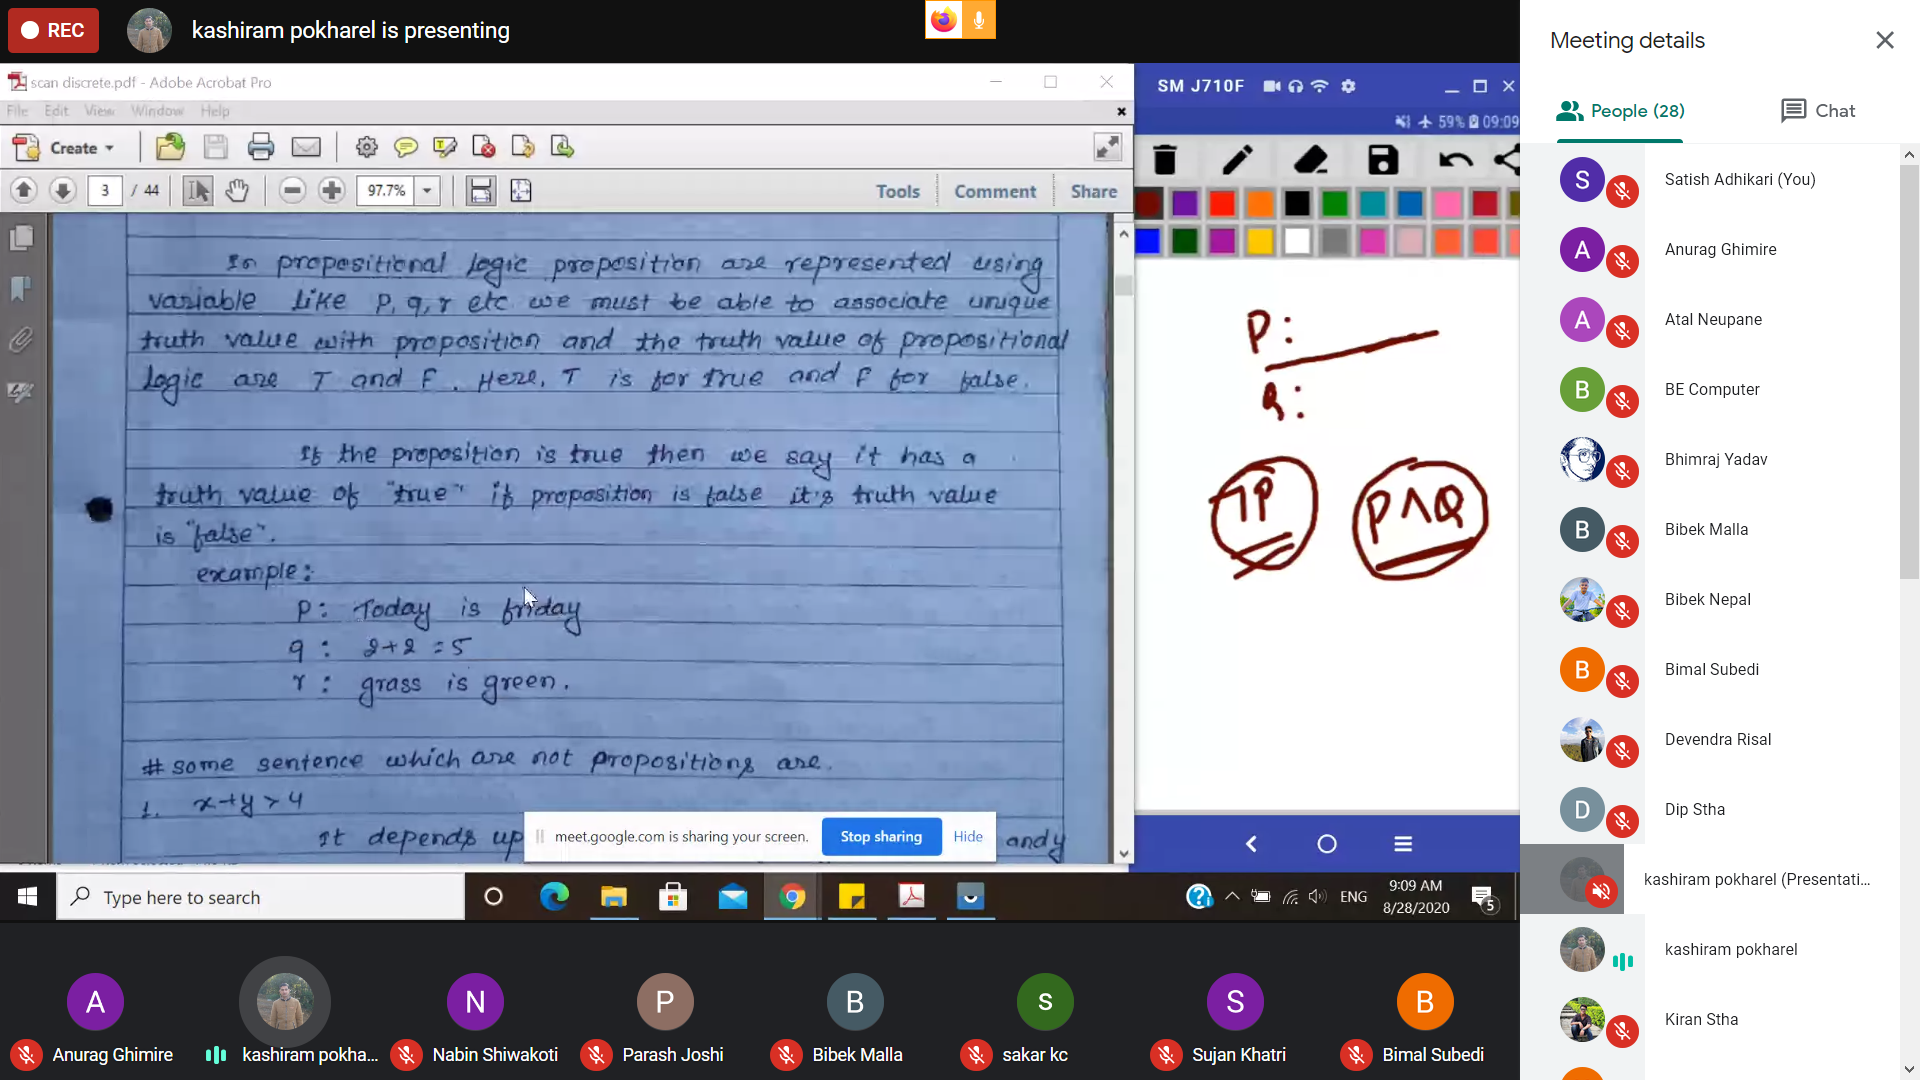 REC
kashiram pokharel is presenting
scan discrete.pdf - Adobe Acrobat Pro
File Edit View Window Help
Create
3 / 44
97.7%
Tools Comment Share
In propositional logic proposition are represented using
variable like P, q, r etc we must be able to associate unique
truth value with proposition and the truth value of propositional
logic are T and F. Here, T is for true and F for false.
If the proposition is true then we say it has a
truth value of "true" if proposition is false it's truth value
is "false".
example:
p: Today is friday
q: 2+2 = 5
r: grass is green.
# some sentence which are not propositions are.
1. x+y > 4
It depends up
and y
meet.google.com is sharing your screen.
Stop sharing
Hide
SM J710F
59% 09:09
P:
Q:
¬P
P∧Q
Type here to search
ENG
9:09 AM
8/28/2020
5
A
Anurag Ghimire
kashiram pokha...
N
Nabin Shiwakoti
P
Parash Joshi
B
Bibek Malla
s
sakar kc
S
Sujan Khatri
B
Bimal Subedi
Meeting details
People (28)
Chat
S
Satish Adhikari (You)
A
Anurag Ghimire
A
Atal Neupane
B
BE Computer
Bhimraj Yadav
B
Bibek Malla
Bibek Nepal
B
Bimal Subedi
Devendra Risal
D
Dip Stha
kashiram pokharel (Presentati...
kashiram pokharel
Kiran Stha